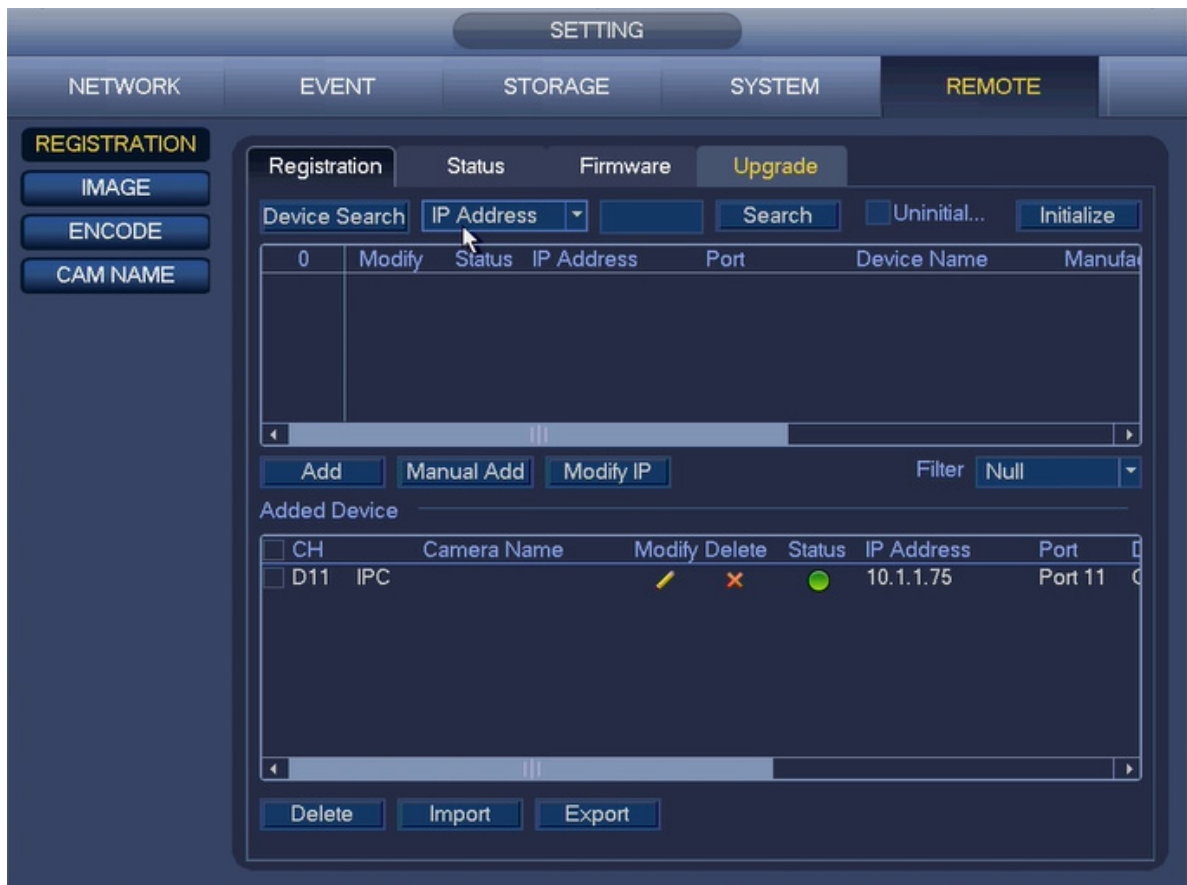 SETTING
NETWORK EVENT STORAGE SYSTEM REMOTE
REGISTRATION
IMAGE
ENCODE
CAM NAME
Registration Status Firmware Upgrade
Device Search IP Address Search Uninitial... Initialize
0 Modify Status IP Address Port Device Name Manufa
Add Manual Add Modify IP Filter Null
Added Device
CH Camera Name Modify Delete Status IP Address Port
D11 IPC 10.1.1.75 Port 11
Delete Import Export